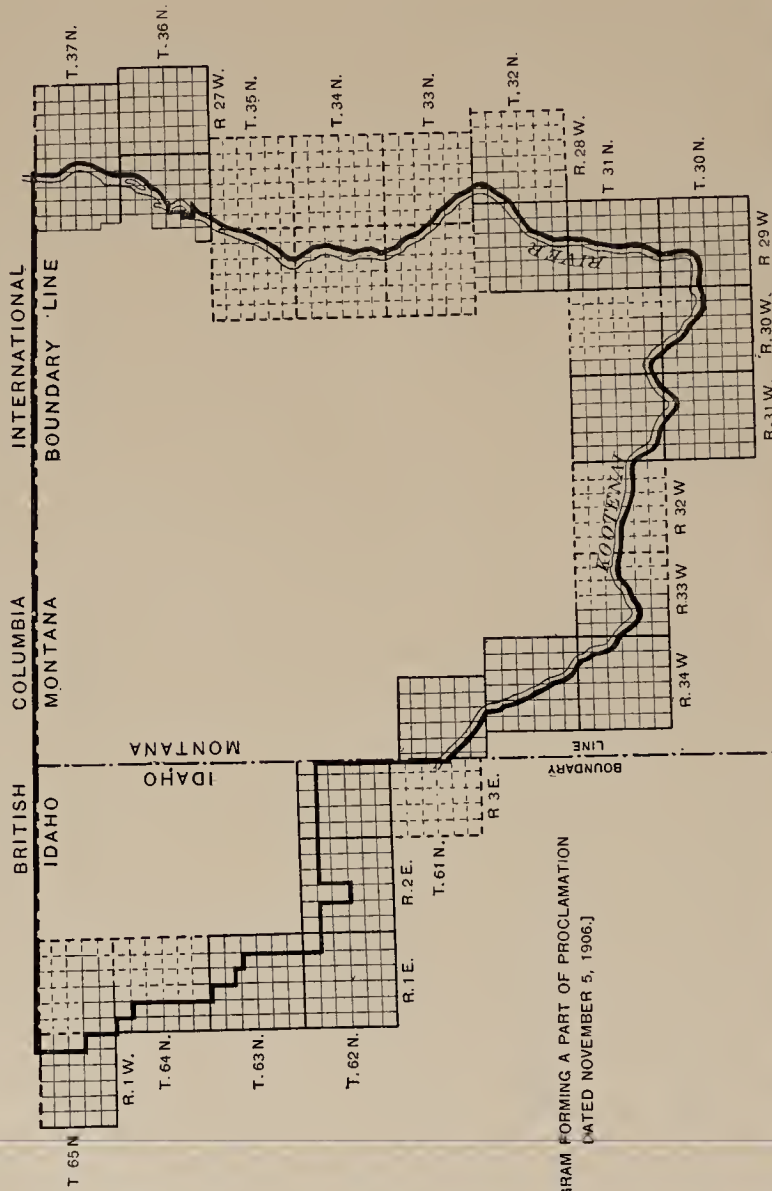 BRITISH COLUMBIA INTERNATIONAL
IDAHO MONTANA BOUNDARY LINE
T 65 N.
R. 1 W.
T. 64 N.
T. 63 N.
T. 62 N.
R. 1 E.
R. 2 E.
T. 61 N.
R 3 E.
IDAHO
MONTANA
BOUNDARY
LINE
R. 34 W
R 33 W
R 32 W
R. 31 W.
R. 30 W.
R 29 W
T. 30 N.
T 31 N.
R. 28 W.
T. 32 N.
T. 33 N.
T. 34 N.
T. 35 N.
R 27 W.
T. 36 N.
T. 37 N.
KOOTENAI
RIVER
FORMING A PART OF PROCLAMATION
DATED NOVEMBER 5, 1906.]